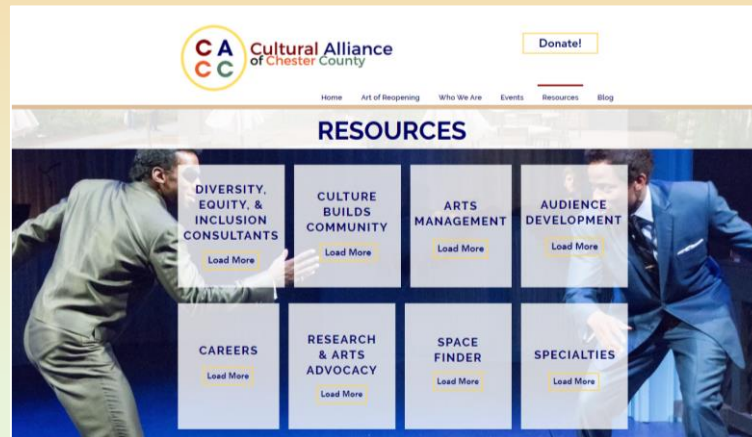 C A
C C
Cultural Alliance
of Chester County
Donate!
Home Art of Reopening Who We Are Events Resources Blog
RESOURCES
DIVERSITY,
EQUITY, &
INCLUSION
CONSULTANTS
Load More
CULTURE
BUILDS
COMMUNITY
Load More
ARTS
MANAGEMENT
Load More
AUDIENCE
DEVELOPMENT
Load More
CAREERS
Load More
RESEARCH
& ARTS
ADVOCACY
Load More
SPACE
FINDER
Load More
SPECIALTIES
Load More